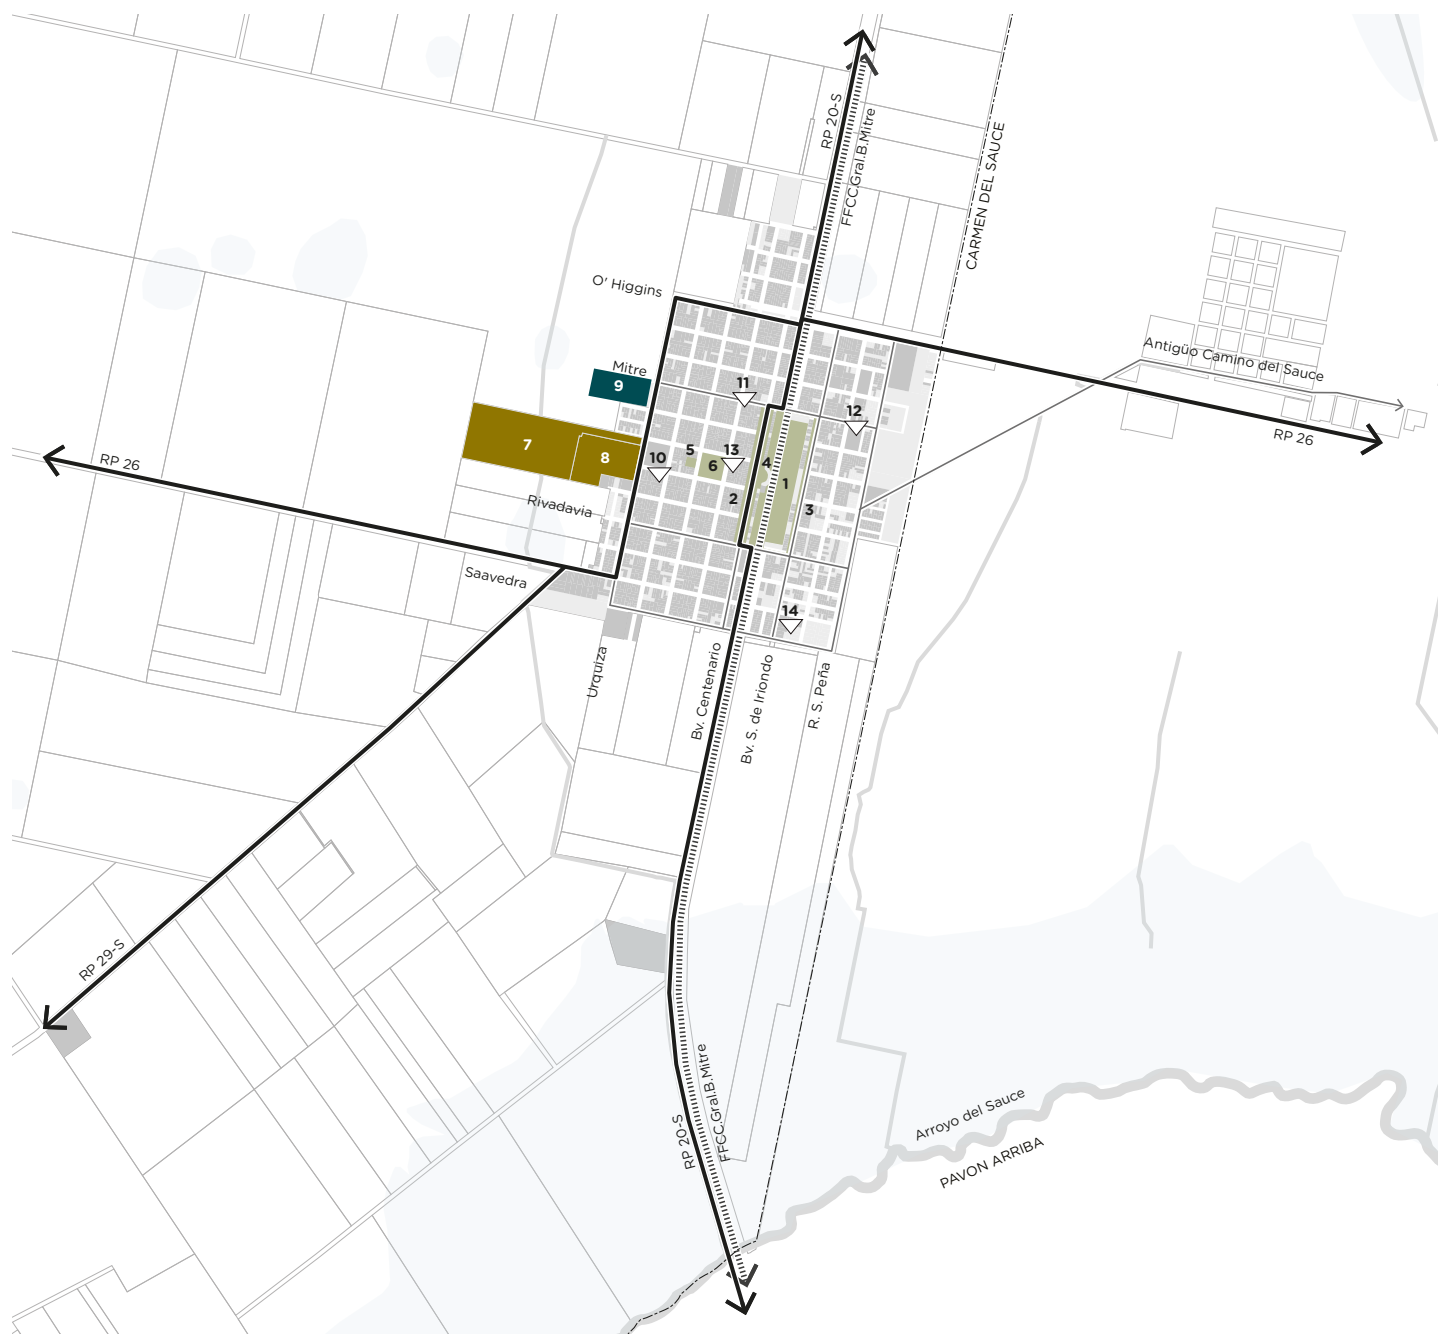 RP 20-S
FFCC.Gral.B.Mitre
CARMEN DEL SAUCE
O' Higgins
Antigüo Camino del Sauce
Mitre
9
11
12
RP 26
7
8
10
5
6
13
4
1
2
3
RP 26
Rivadavia
Saavedra
14
Urquiza
Bv. Centenario
Bv. S. de Iriondo
R. S. Peña
RP 29-S
RP 20-S
FFCC.Gral.B.Mitre
Arroyo del Sauce
PAVON ARRIBA